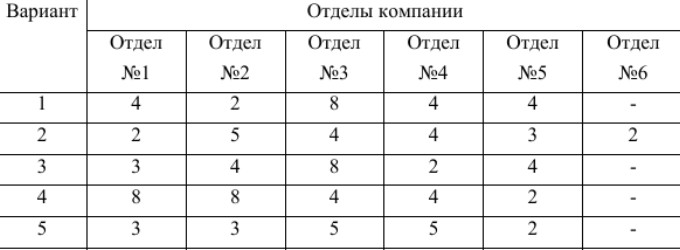 Вариант Отделы компании
Отдел Отдел Отдел Отдел Отдел Отдел
№1 №2 №3 №4 №5 №6
1 4 2 8 4 4 -
2 2 5 4 4 3 2
3 3 4 8 2 4 -
4 8 8 4 4 2 -
5 3 3 5 5 2 -